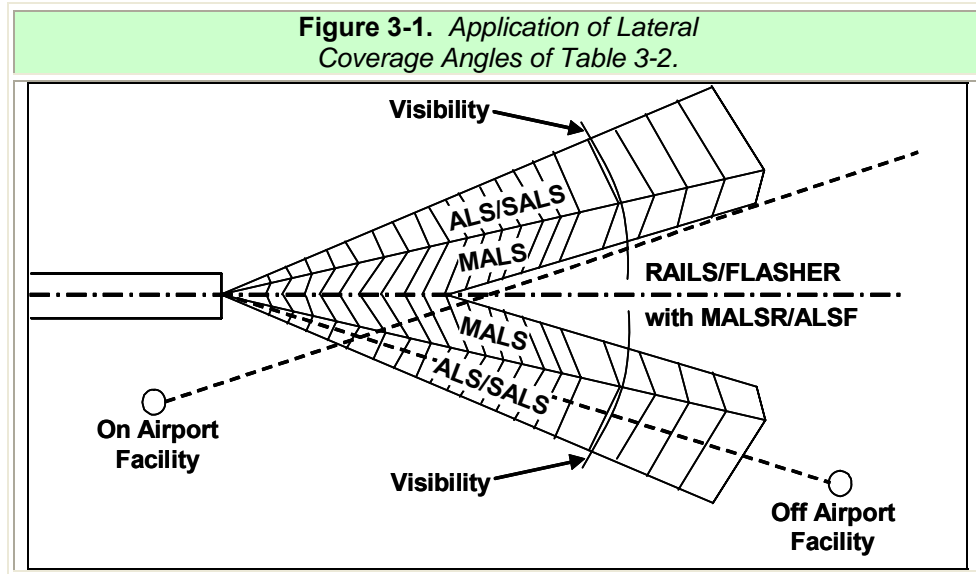 Figure 3-1. Application of Lateral
Coverage Angles of Table 3-2.
Visibility
ALS/SALS
MALS
RAILS/FLASHER
with MALSR/ALSF
MALS
ALS/SALS
On Airport
Facility
Visibility
Off Airport
Facility